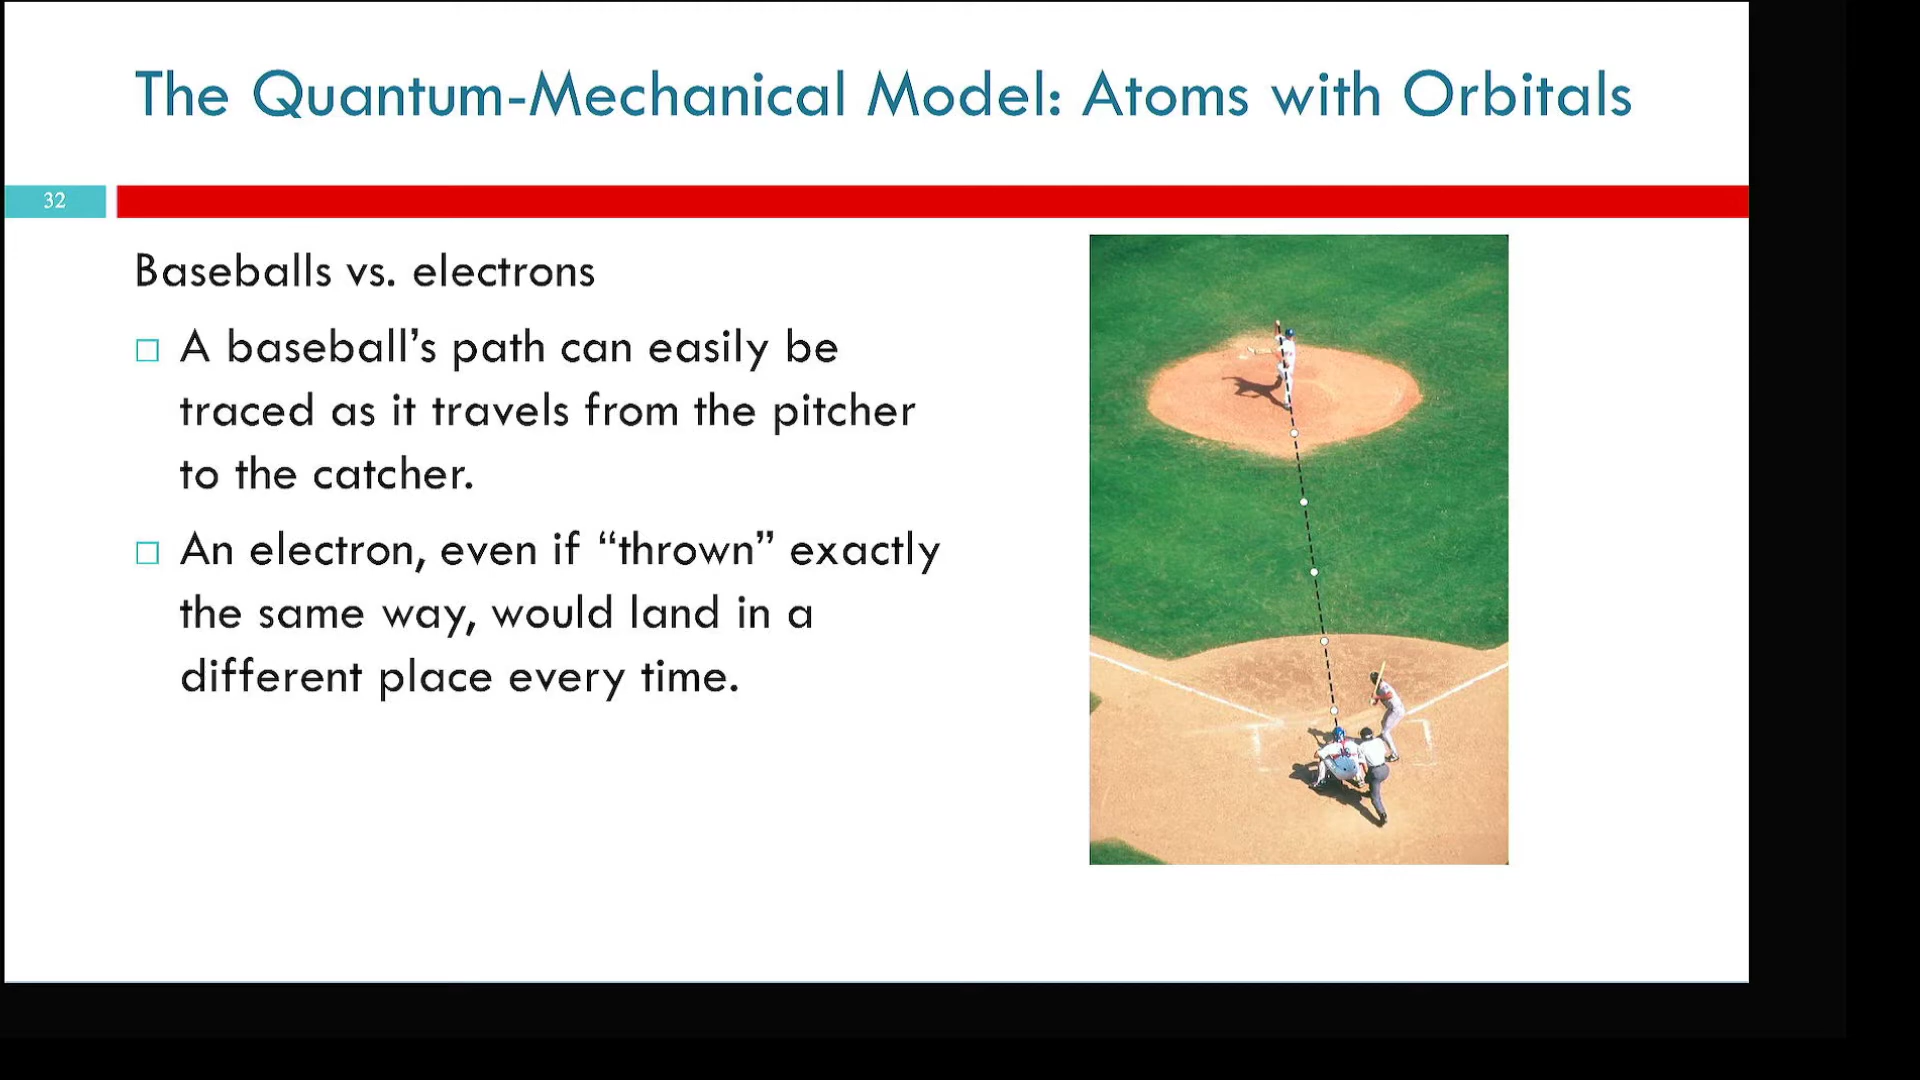 The Quantum-Mechanical Model: Atoms with Orbitals
32
Baseballs vs. electrons
□ A baseball’s path can easily be
traced as it travels from the pitcher
to the catcher.
□ An electron, even if “thrown” exactly
the same way, would land in a
different place every time.